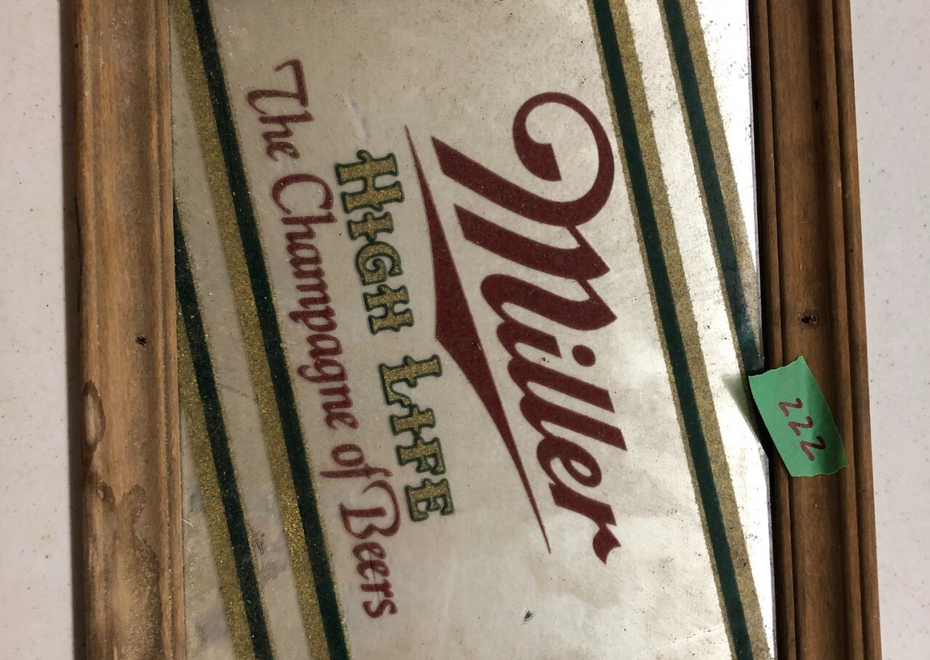 Miller
HIGH LIFE
The Champagne of Beers
222